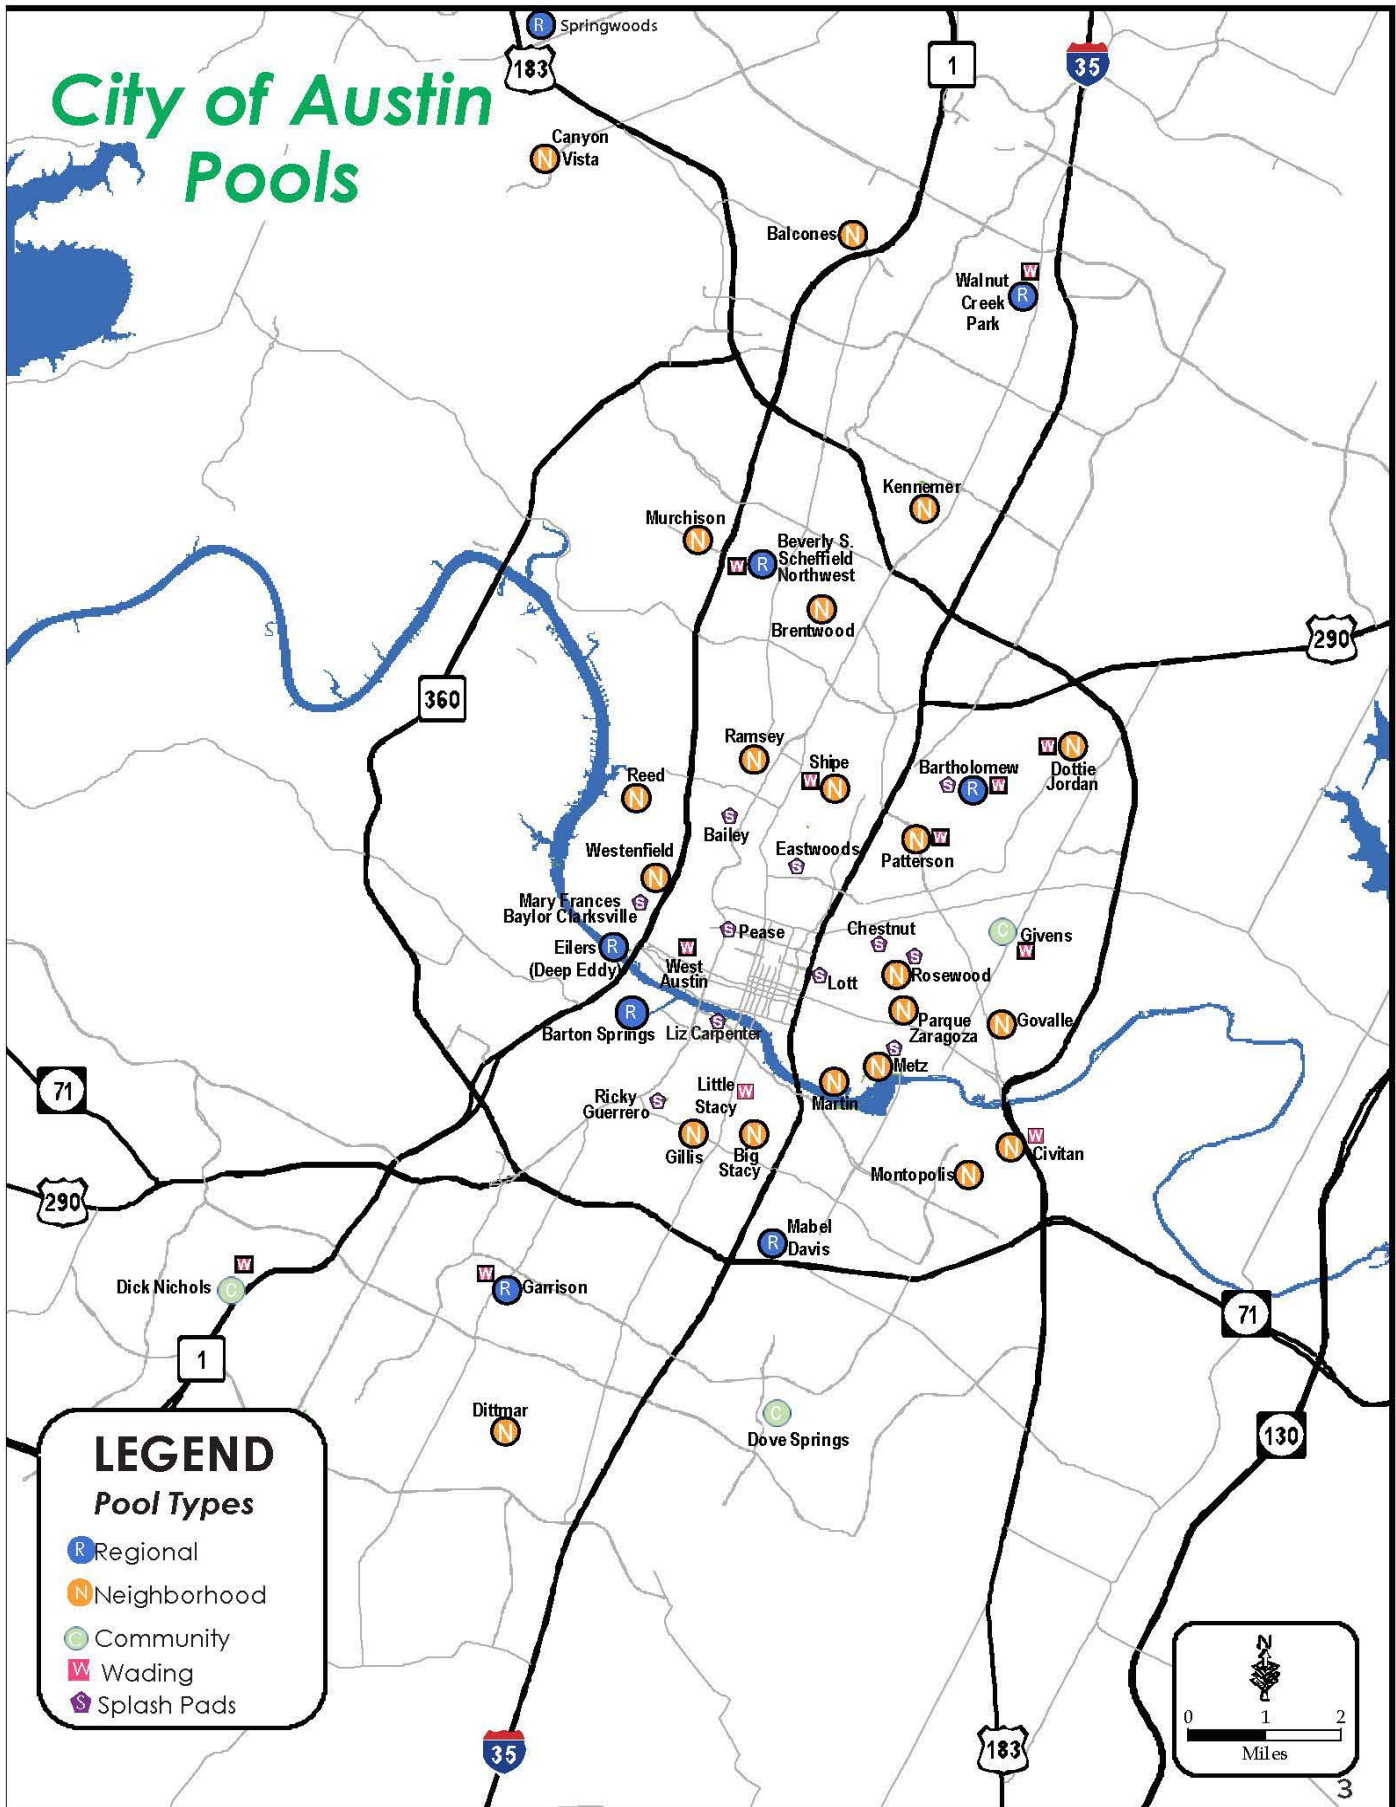 R Springwoods
183
1
35
City of Austin
Pools
Canyon
N Vista
Balcones N
W
Walnut
Creek R
Park
Kennemer
N
Murchison
N
Beverly S.
Scheffield
Northwest
W R
N
Brentwood
290
360
Ramsey
N
Shipe
W N
Reed
N
Bartholomew
S R W
W N
Dottie
Jordan
S
Bailey
N W
Patterson
Eastwoods
S
Westenfield
N
Mary Frances S
Baylor Clarksville
Eilers R
(Deep Eddy)
W
West
Austin
S Pease
Chestnut
S
S
N Rosewood
C Givens
W
S Lott
R
Barton Springs
S
Liz Carpenter
N Parque
Zaragoza
N Govalle
S
N Metz
N
Martin
71
Little W
Stacy
Ricky S
Guerrero
N
Gillis
N
Big
Stacy
W
N Civitan
Montopolis N
290
R Mabel
Davis
W
Dick Nichols C
W
R Garrison
71
1
Dittmar
N
C
Dove Springs
130
LEGEND
Pool Types
R Regional
N Neighborhood
C Community
W Wading
S Splash Pads
35
183
N
0 1 2
Miles
3